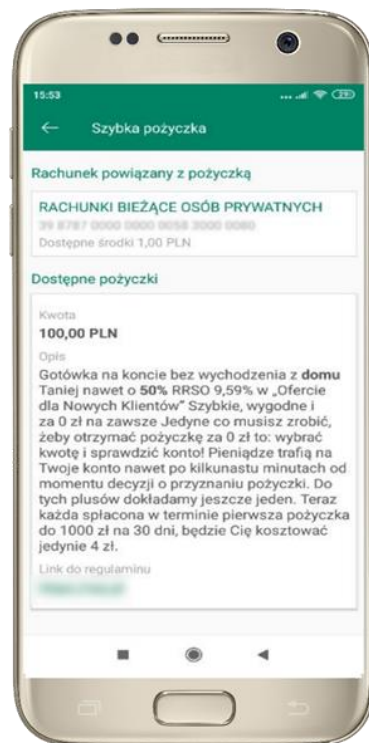 15:53
29
Szybka pożyczka
Rachunek powiązany z pożyczką
RACHUNKI BIEŻĄCE OSÓB PRYWATNYCH
Dostępne środki 1,00 PLN
Dostępne pożyczki
Kwota
100,00 PLN
Opis
Gotówka na koncie bez wychodzenia z domu
Taniej nawet o 50% RRSO 9,59% w „Ofercie
dla Nowych Klientów” Szybkie, wygodne i
za 0 zł na zawsze Jedyne co musisz zrobić,
żeby otrzymać pożyczkę za 0 zł to: wybrać
kwotę i sprawdzić konto! Pieniądze trafią na
Twoje konto nawet po kilkunastu minutach od
momentu decyzji o przyznaniu pożyczki. Do
tych plusów dokładamy jeszcze jeden. Teraz
każda spłacona w terminie pierwsza pożyczka
do 1000 zł na 30 dni, będzie Cię kosztować
jedynie 4 zł.
Link do regulaminu